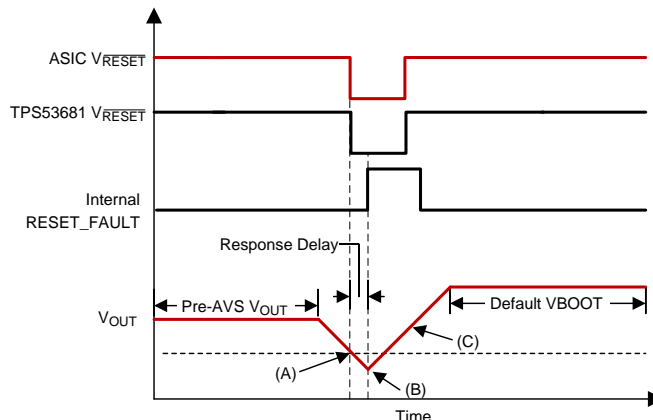 ASIC VRESET
TPS53681 VRESET
Internal
RESET_FAULT
Response Delay
Pre-AVS VOUT
Default VBOOT
VOUT
(C)
(A)
(B)
Time